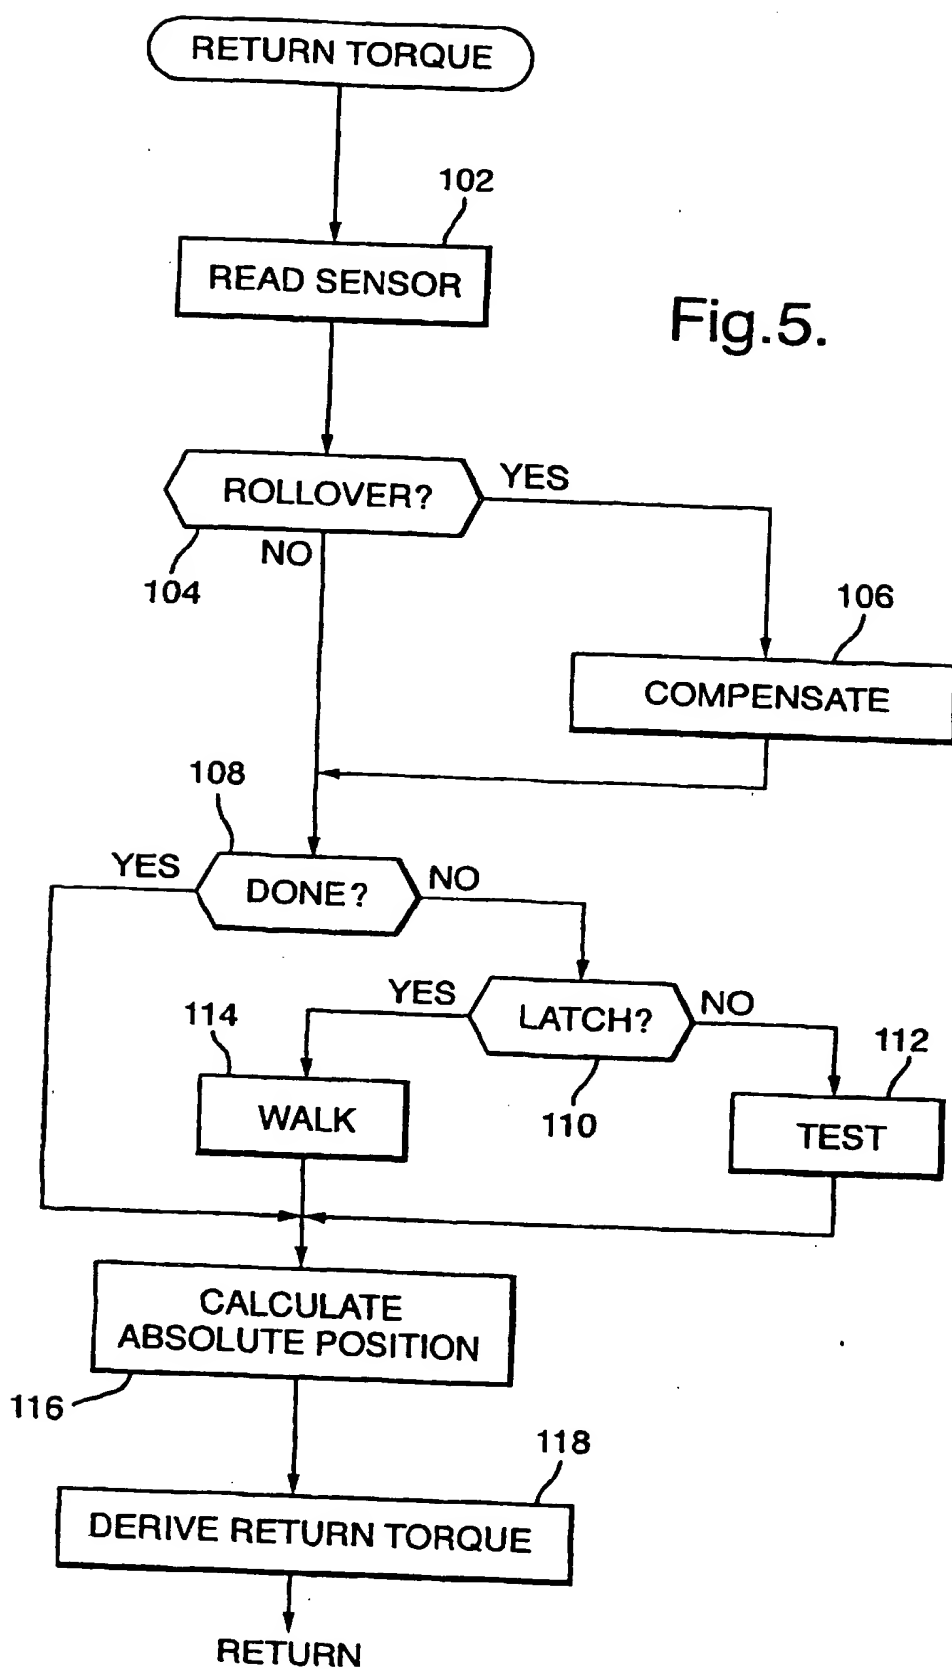 RETURN TORQUE
102
READ SENSOR
Fig.5.
ROLLOVER?
YES
NO
104
106
COMPENSATE
108
YES
DONE?
NO
YES
LATCH?
NO
114
112
WALK
110
TEST
CALCULATE
ABSOLUTE POSITION
116
118
DERIVE RETURN TORQUE
RETURN